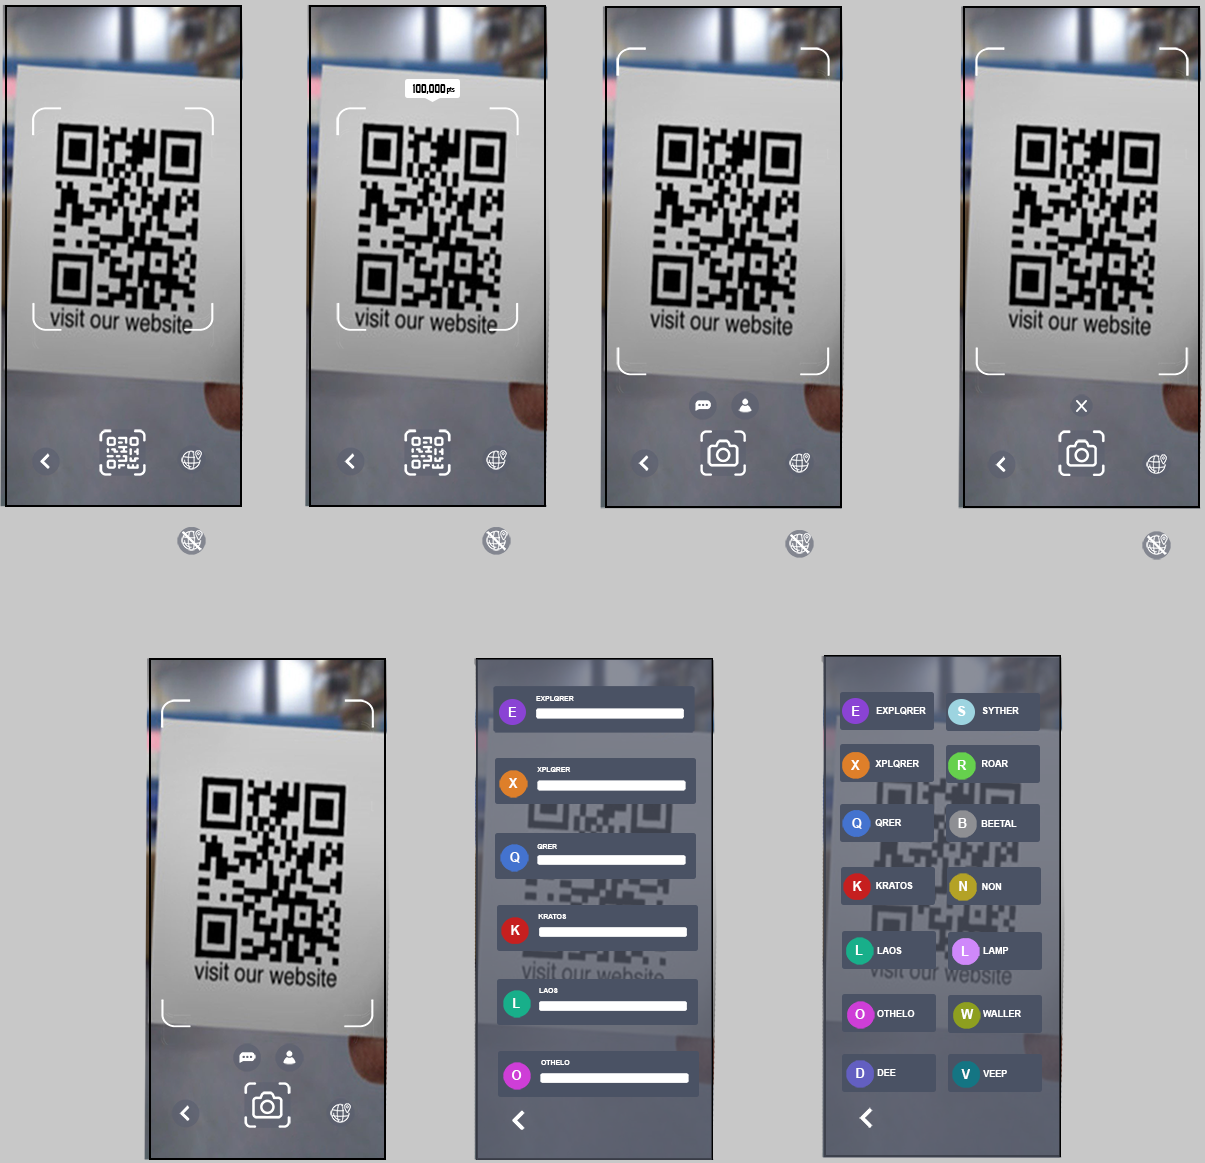 visit our website
100,000 pts
visit our website
visit our website
visit our website
visit our website
E EXPLQRER
X XPLQRER
Q QRER
K KRATOS
L LAOS
O OTHELO
visit our website
E EXPLQRER
S SYTHER
X XPLQRER
R ROAR
Q QRER
B BEETAL
K KRATOS
N NON
L LAOS
L LAMP
O OTHELO
W WALLER
D DEE
V VEEP
visit our website